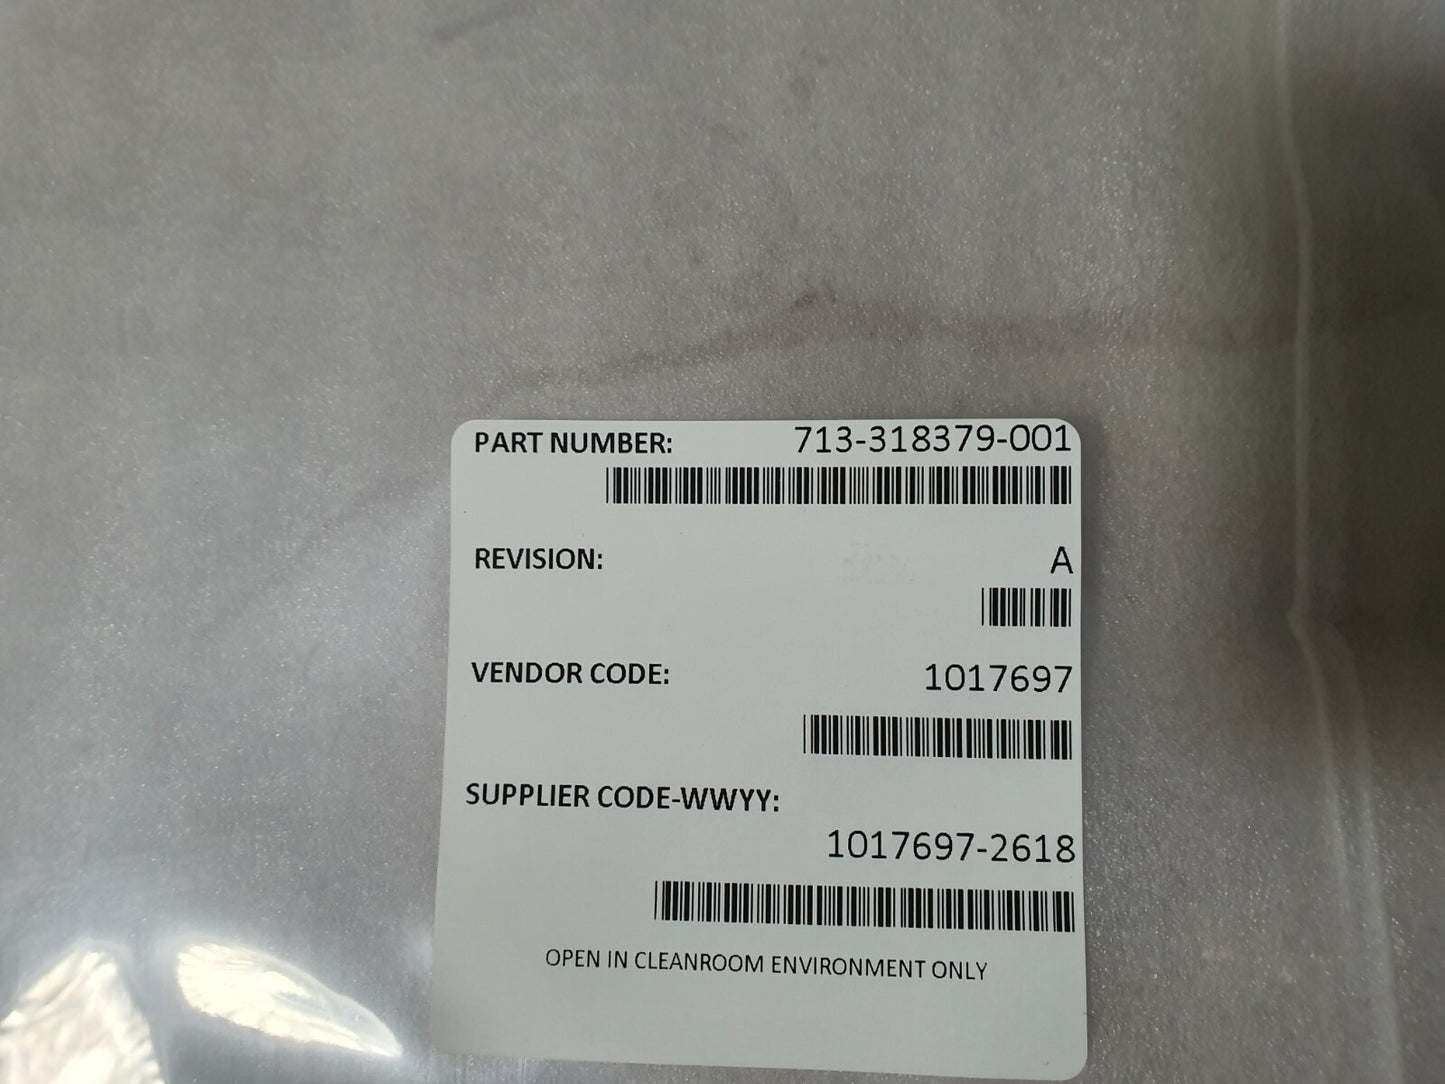 PART NUMBER: 713-318379-001
REVISION: A
VENDOR CODE: 1017697
SUPPLIER CODE-WWYY:
1017697-2618
OPEN IN CLEANROOM ENVIRONMENT ONLY